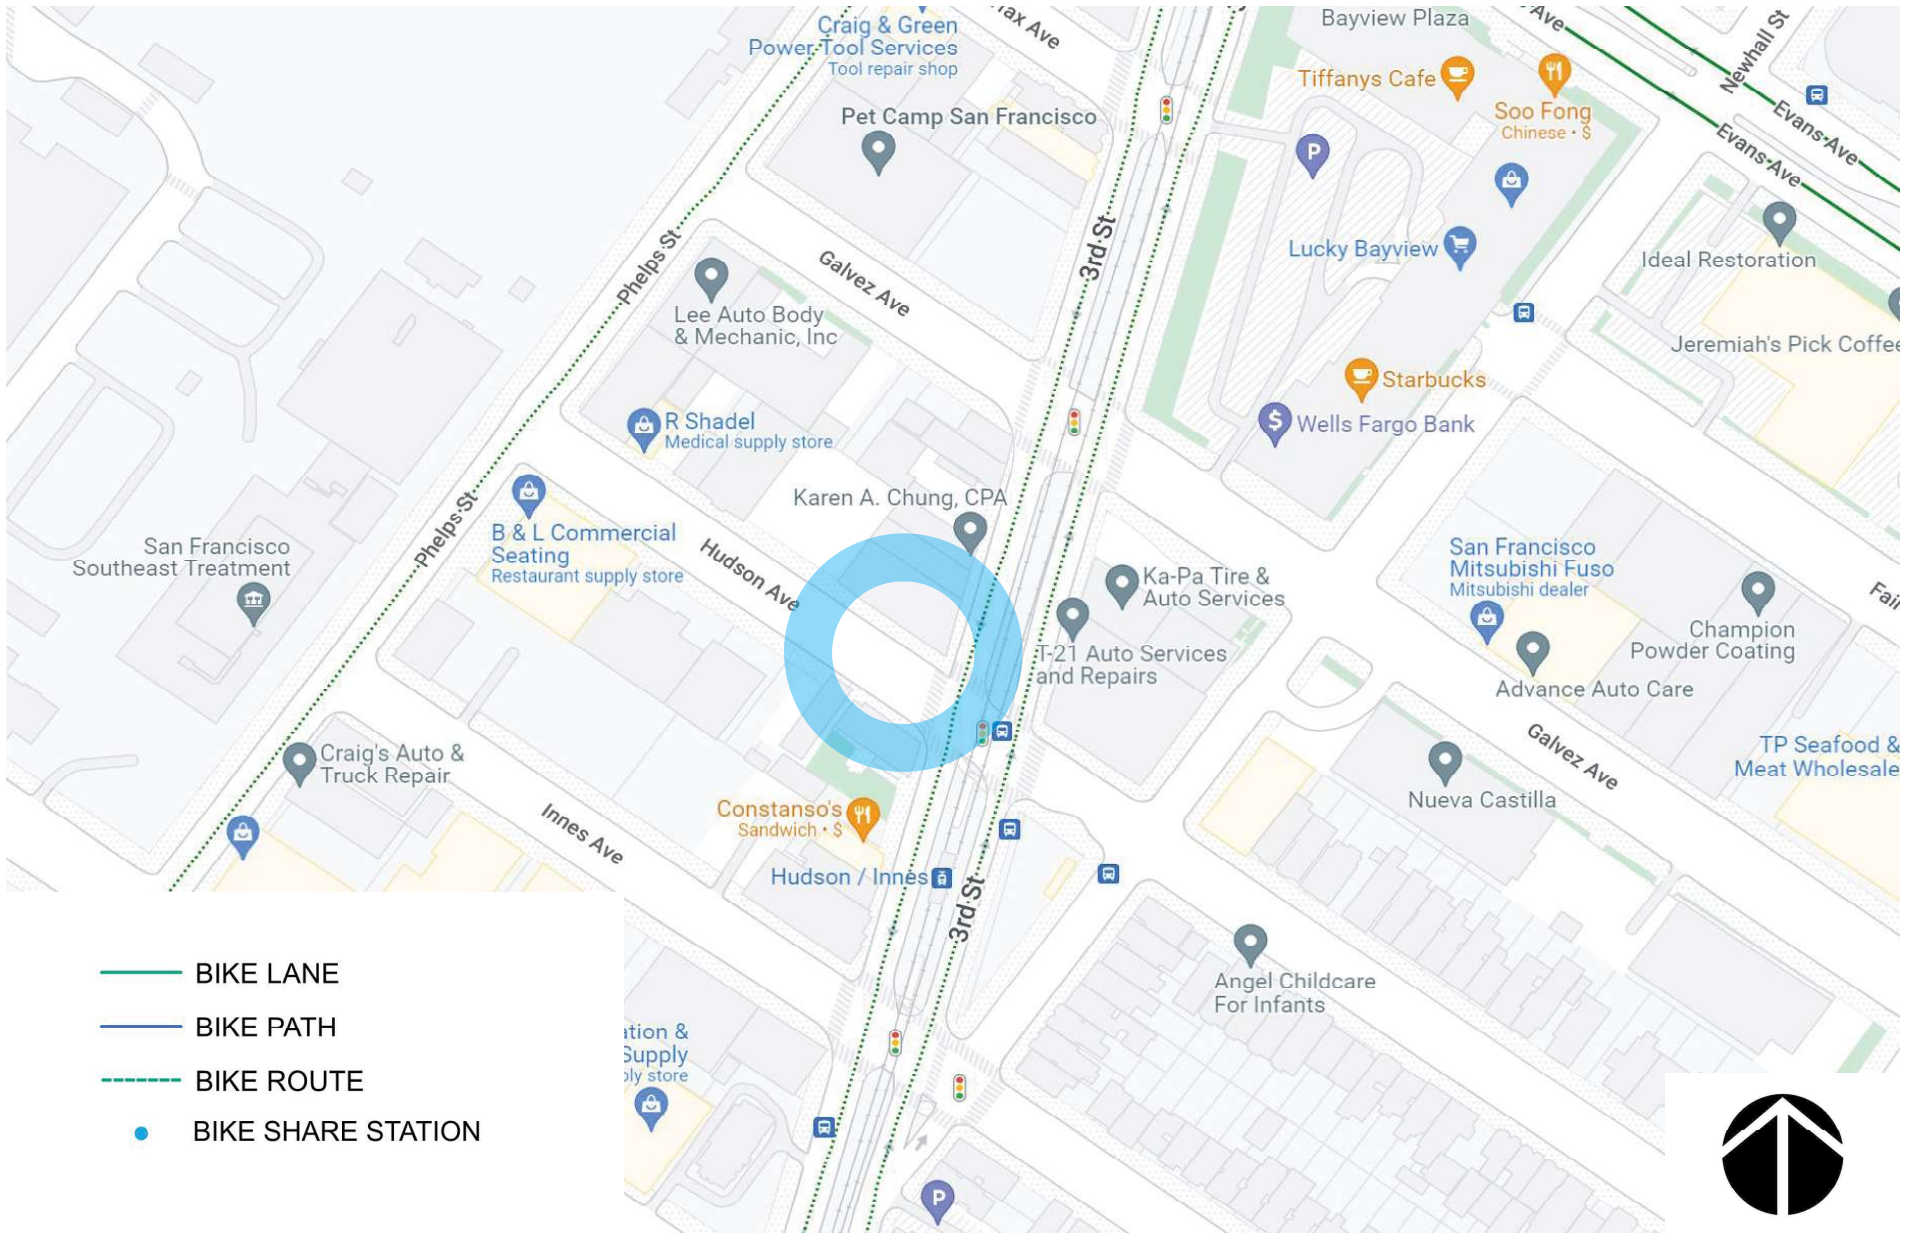 Craig & Green
Power Tool Services
Tool repair shop
Ave
Bayview Plaza
Ave
Newhall St
Tiffanys Cafe
Soo Fong
Chinese • $
Evans Ave
Evans Ave
Pet Camp San Francisco
P
3rd St
Lucky Bayview
Ideal Restoration
Phelps St
Galvez Ave
Lee Auto Body
& Mechanic, Inc
Jeremiah's Pick Coffee
Starbucks
$
Wells Fargo Bank
R Shadel
Medical supply store
Karen A. Chung, CPA
Phelps St
B & L Commercial
Seating
Restaurant supply store
Hudson Ave
San Francisco
Southeast Treatment
Ka-Pa Tire &
Auto Services
San Francisco
Mitsubishi Fuso
Mitsubishi dealer
T-21 Auto Services
and Repairs
Champion
Powder Coating
Advance Auto Care
Galvez Ave
TP Seafood &
Meat Wholesale
Craig's Auto &
Truck Repair
Nueva Castilla
Innes Ave
Constanso's
Sandwich • $
Hudson / Innes
3rd St
Angel Childcare
For Infants
Supply
store
P
BIKE LANE
BIKE PATH
BIKE ROUTE
BIKE SHARE STATION